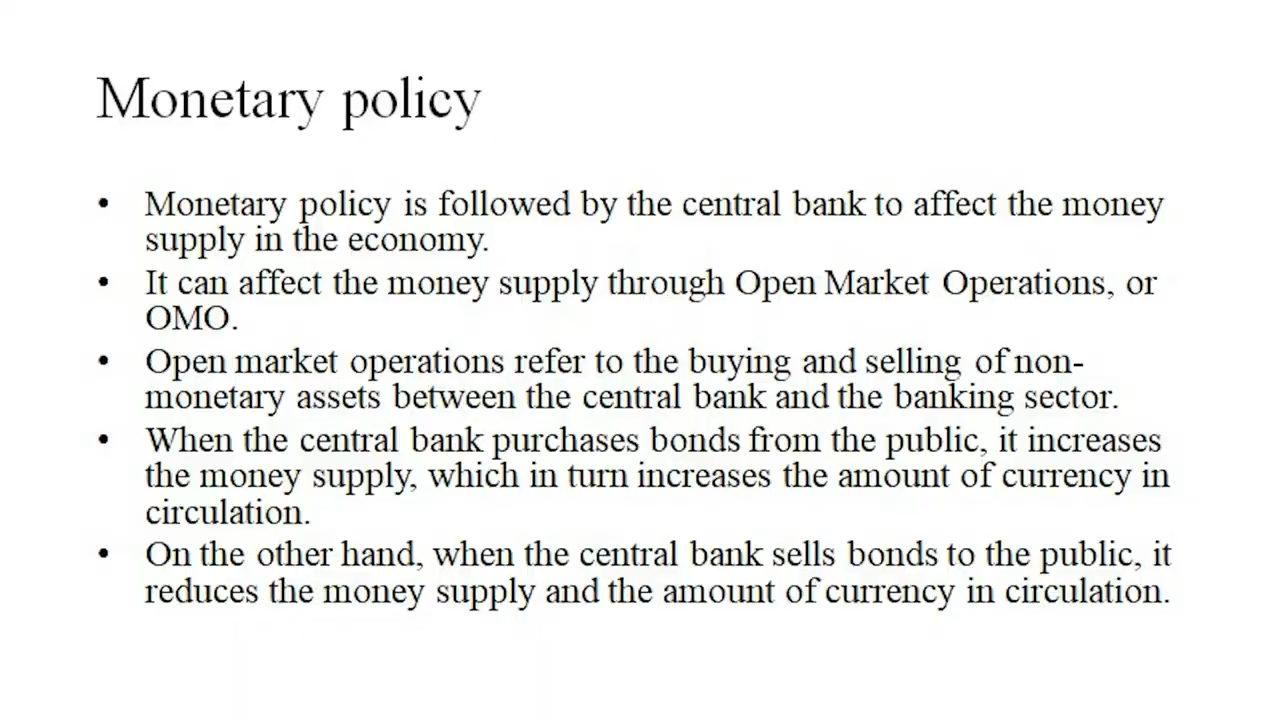 Monetary policy
• Monetary policy is followed by the central bank to affect the money
supply in the economy.
• It can affect the money supply through Open Market Operations, or
OMO.
• Open market operations refer to the buying and selling of non-
monetary assets between the central bank and the banking sector.
• When the central bank purchases bonds from the public, it increases
the money supply, which in turn increases the amount of currency in
circulation.
• On the other hand, when the central bank sells bonds to the public, it
reduces the money supply and the amount of currency in circulation.